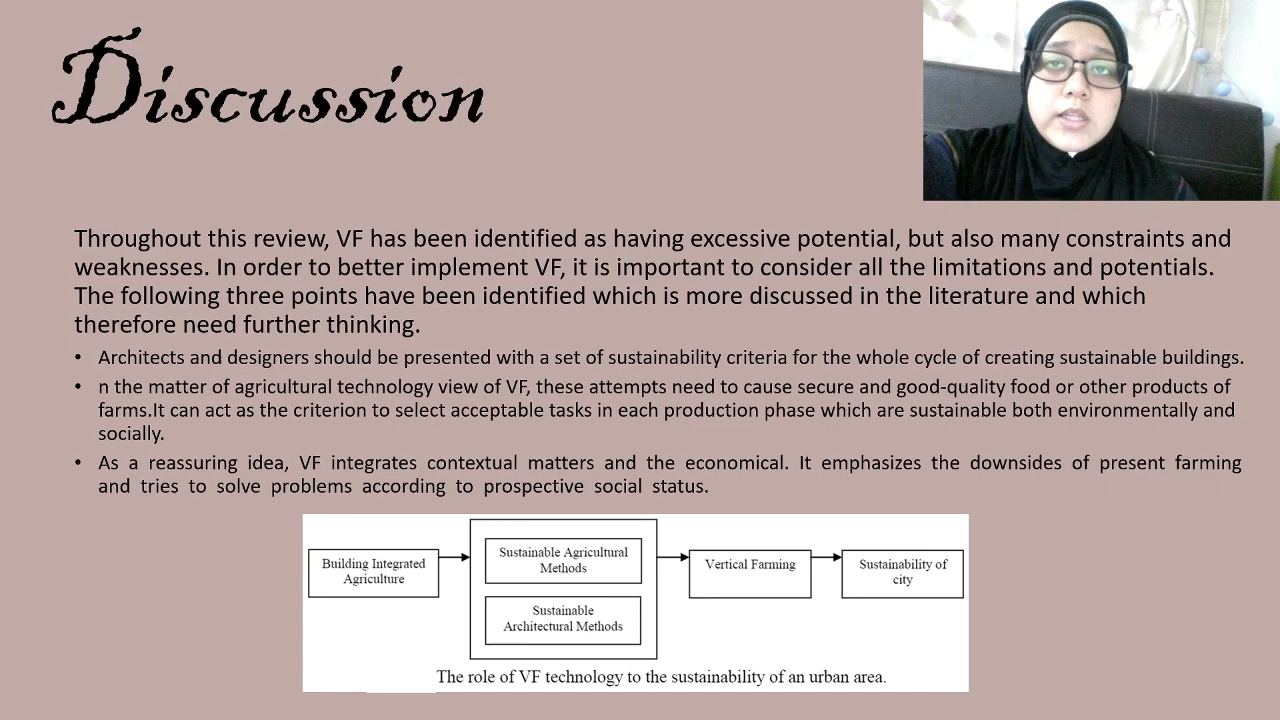 Discussion
Throughout this review, VF has been identified as having excessive potential, but also many constraints and
weaknesses. In order to better implement VF, it is important to consider all the limitations and potentials.
The following three points have been identified which is more discussed in the literature and which
therefore need further thinking.
• Architects and designers should be presented with a set of sustainability criteria for the whole cycle of creating sustainable buildings.
• n the matter of agricultural technology view of VF, these attempts need to cause secure and good-quality food or other products of
farms.It can act as the criterion to select acceptable tasks in each production phase which are sustainable both environmentally and
socially.
• As a reassuring idea, VF integrates contextual matters and the economical. It emphasizes the downsides of present farming
and tries to solve problems according to prospective social status.
Building Integrated
Agriculture
Sustainable Agricultural
Methods
Sustainable
Architectural Methods
Vertical Farming
Sustainability of
city
The role of VF technology to the sustainability of an urban area.